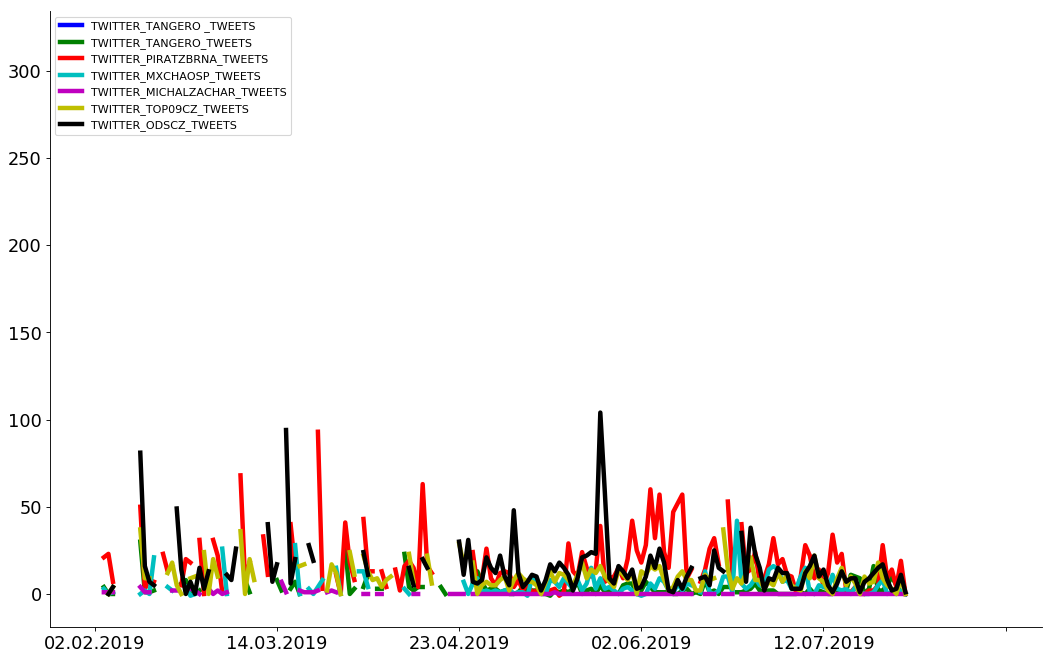 TWITTER_TANGERO _TWEETS
TWITTER_TANGERO_TWEETS
TWITTER_PIRATZBRNA_TWEETS
TWITTER_MXCHAOSP_TWEETS
TWITTER_MICHALZACHAR_TWEETS
TWITTER_TOP09CZ_TWEETS
TWITTER_ODSCZ_TWEETS
300
250
200
150
100
50
0
02.02.2019 14.03.2019 23.04.2019 02.06.2019 12.07.2019